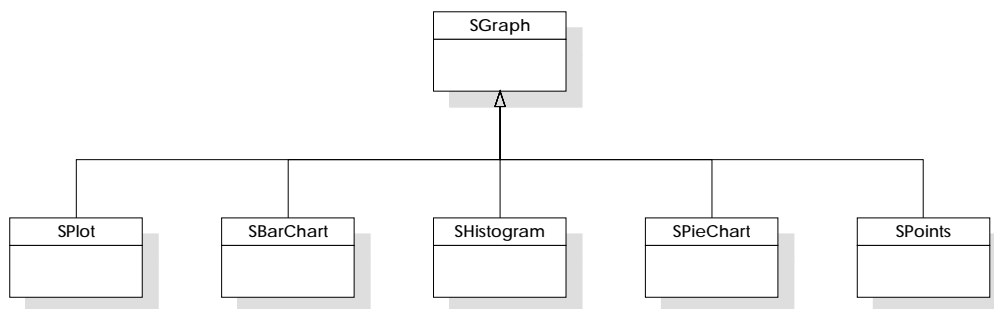 SGraph
SPlot
SBarChart
SHistogram
SPieChart
SPoints